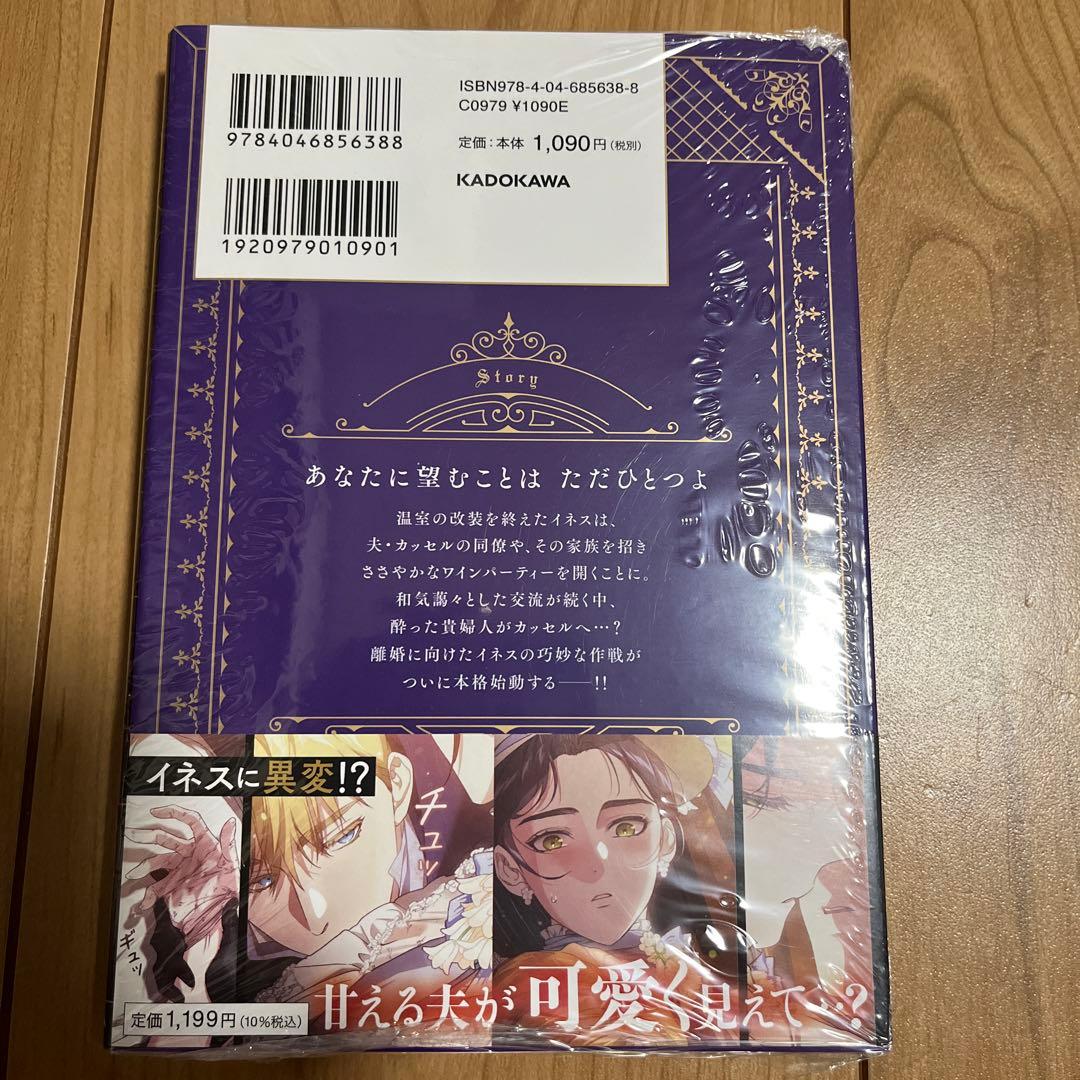 ISBN978-4-04-685638-8
C0979 ¥1090E
9784046856388
定価:本体 1,090円(税別)
KADOKAWA
1920979010901
Story
あなたに望むことは ただひとつよ
温室の改装を終えたイネスは、
夫・カッセルの同僚や、その家族を招き
ささやかなワインパーティーを開くことに。
和気藹々とした交流が続く中、
酔った貴婦人がカッセルへ…?
離婚に向けたイネスの巧妙な作戦が
ついに本格始動する──!!
イネスに異変!?
チュッ
ギュッ
甘える夫が可愛く見えて…?
定価1,199円(10%税込)